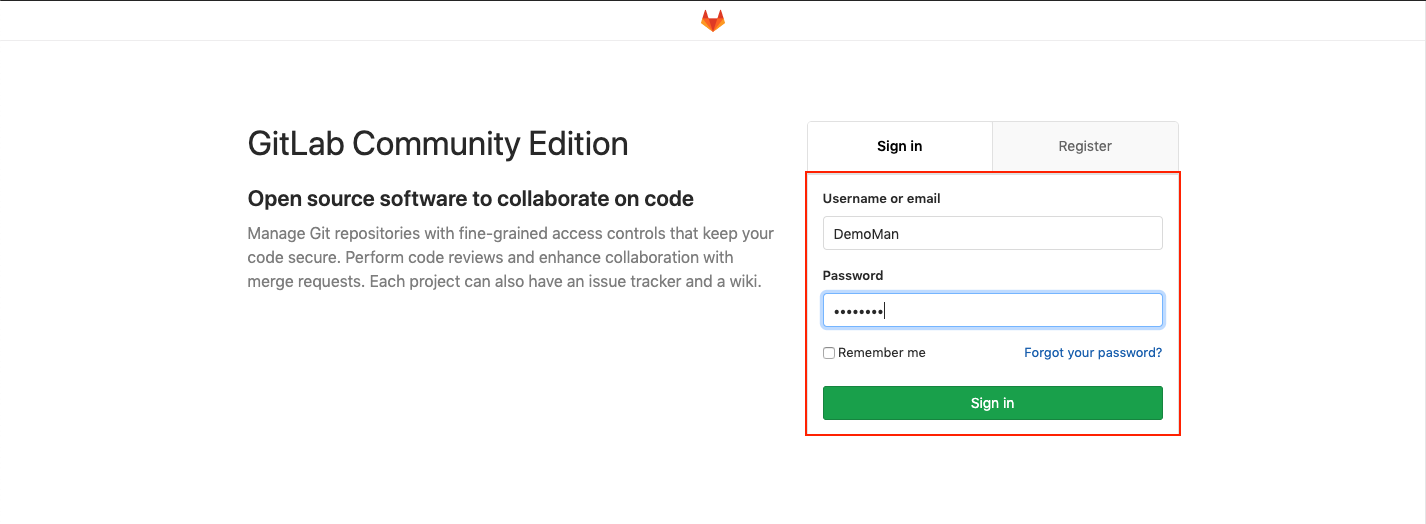 GitLab Community Edition
Open source software to collaborate on code
Manage Git repositories with fine-grained access controls that keep your
code secure. Perform code reviews and enhance collaboration with
merge requests. Each project can also have an issue tracker and a wiki.
Sign in
Register
Username or email
DemoMan
Password
••••••••
Remember me
Forgot your password?
Sign in